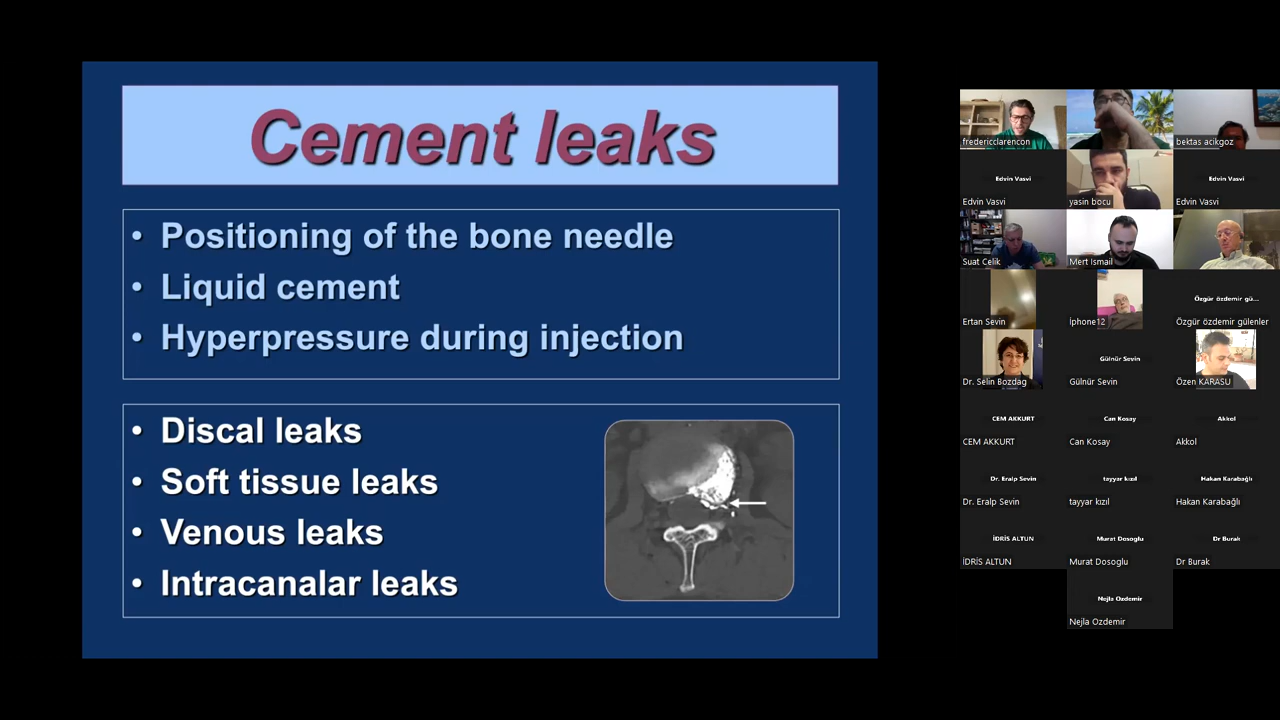 Cement leaks
• Positioning of the bone needle
• Liquid cement
• Hyperpressure during injection
• Discal leaks
• Soft tissue leaks
• Venous leaks
• Intracanalar leaks
fredericclarencon
bektas acikgoz
Edvin Vasvi
Edvin Vasvi
yasin bocu
Edvin Vasvi
Edvin Vasvi
Suat Celik
Mert Ismail
Ertan Sevin
İphone12
Özgür özdemir gü...
Özgür özdemir gülenler
Dr. Selin Bozdag
Gülnür Sevin
Gülnür Sevin
Özen KARASU
CEM AKKURT
CEM AKKURT
Can Kosay
Can Kosay
Akkol
Akkol
Dr. Eralp Sevin
Dr. Eralp Sevin
tayyar kızıl
tayyar kızıl
Hakan Karabağlı
Hakan Karabağlı
İDRİS ALTUN
İDRİS ALTUN
Murat Dosoglu
Murat Dosoglu
Dr Burak
Dr Burak
Nejla Ozdemir
Nejla Ozdemir